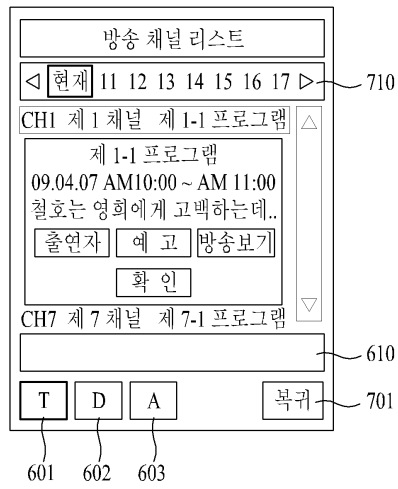 방송 채널 리스트
◁ 현재 11 12 13 14 15 16 17 ▷ 710
CH1 제 1 채널 제 1-1 프로그램
제 1-1 프로그램
09.04.07 AM10:00 ~ AM 11:00
철호는 영희에게 고백하는데..
출연자 예 고 방송보기
확 인
CH7 제 7 채널 제 7-1 프로그램
610
T D A 복귀 701
601 602 603